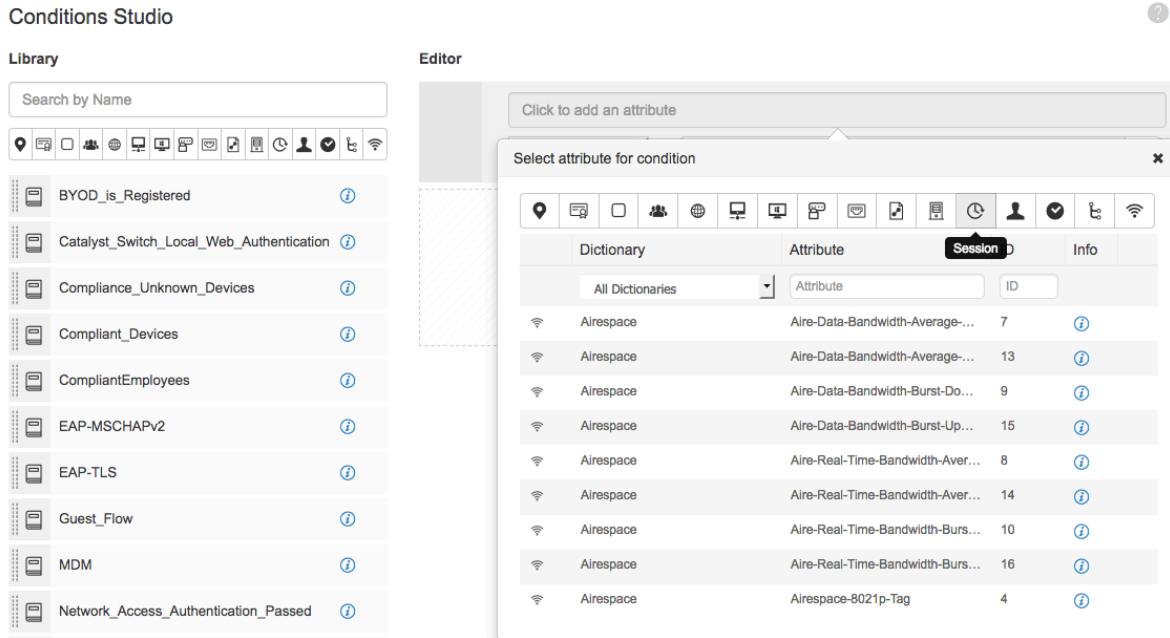 Conditions Studio
?
Library
Search by Name
BYOD_is_Registered
Catalyst_Switch_Local_Web_Authentication
Compliance_Unknown_Devices
Compliant_Devices
CompliantEmployees
EAP-MSCHAPv2
EAP-TLS
Guest_Flow
MDM
Network_Access_Authentication_Passed
Editor
Click to add an attribute
Select attribute for condition
Session
Dictionary Attribute Info
All Dictionaries Attribute ID
Airespace Aire-Data-Bandwidth-Average-... 7
Airespace Aire-Data-Bandwidth-Average-... 13
Airespace Aire-Data-Bandwidth-Burst-Do... 9
Airespace Aire-Data-Bandwidth-Burst-Up... 15
Airespace Aire-Real-Time-Bandwidth-Aver... 8
Airespace Aire-Real-Time-Bandwidth-Aver... 14
Airespace Aire-Real-Time-Bandwidth-Burs... 10
Airespace Aire-Real-Time-Bandwidth-Burs... 16
Airespace Airespace-8021p-Tag 4